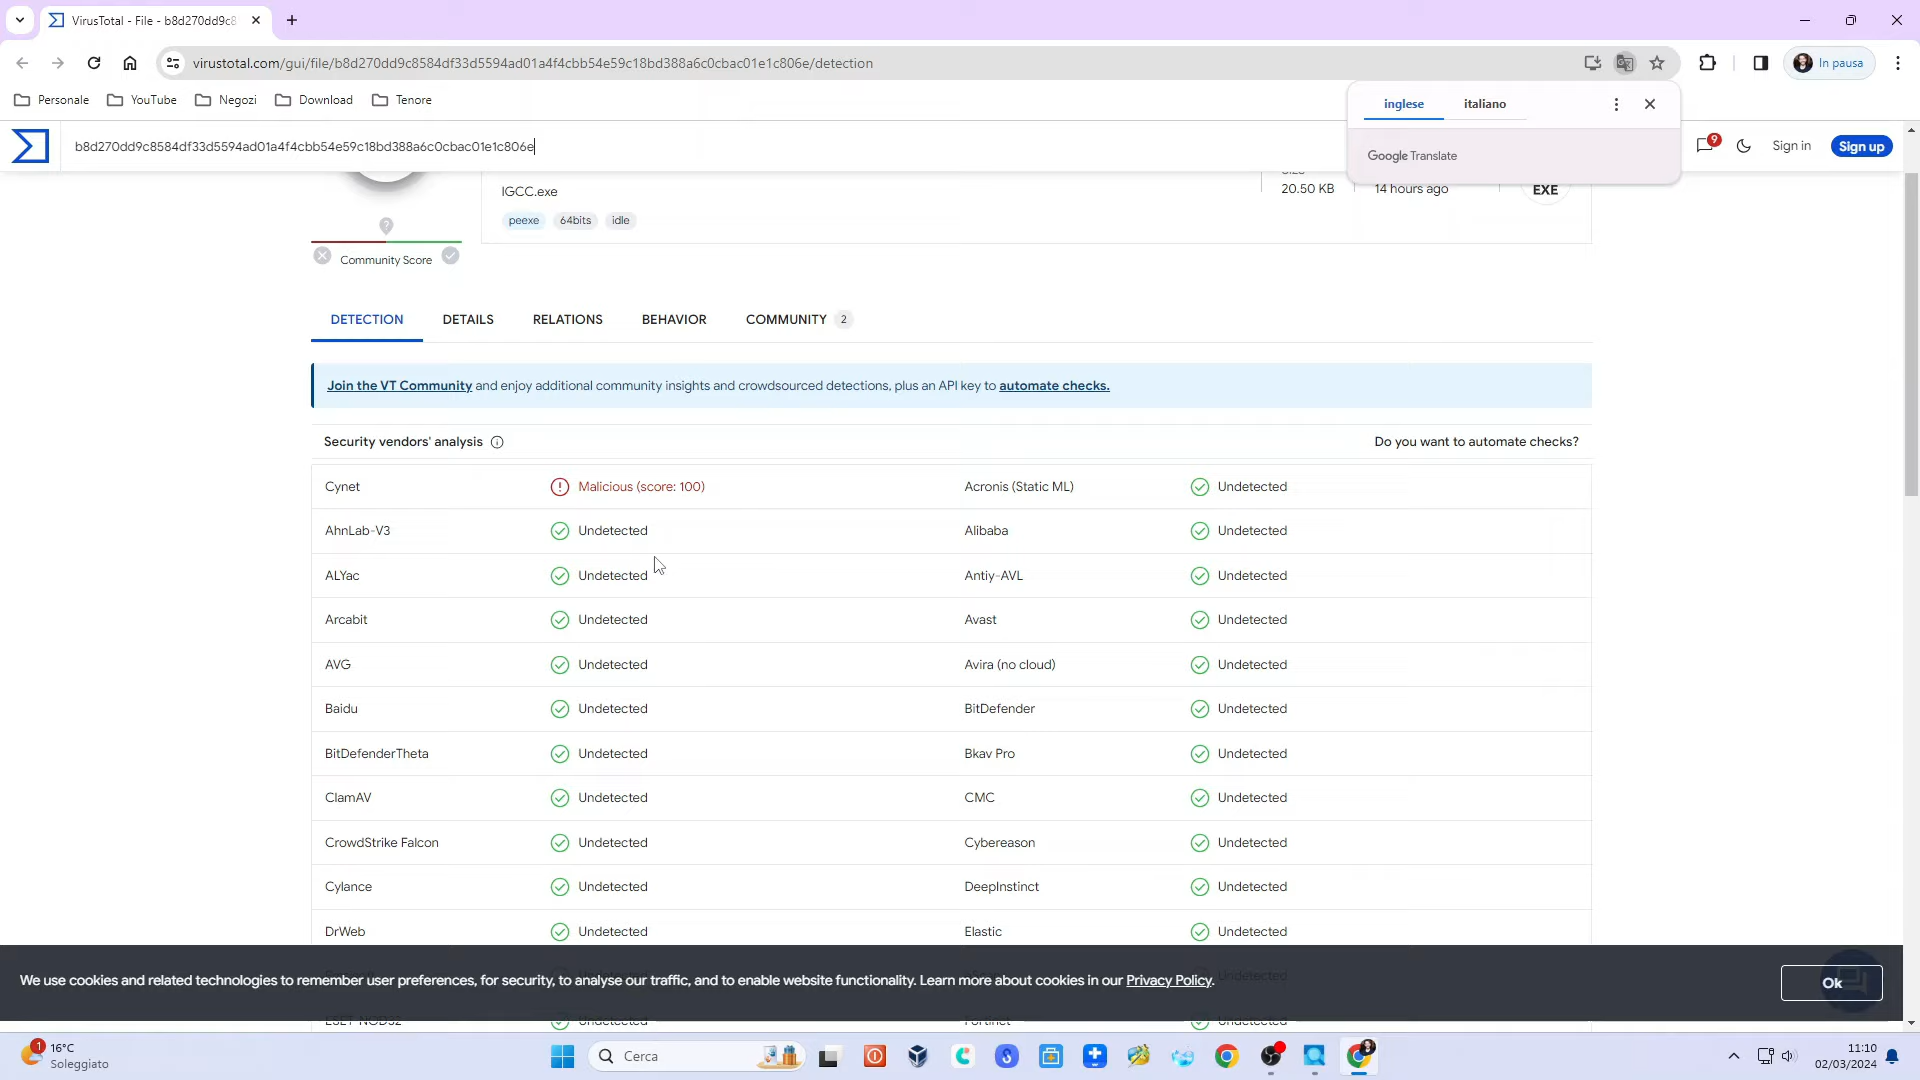 VirusTotal - File - b8d270dd9c8
virustotal.com/gui/file/b8d270dd9c8584df33d5594ad01a4f4cbb54e59c18bd388a6c0cbac01e1c806e/detection
In pausa
Personale YouTube Negozi Download Tenore
inglese italiano
Google Translate
b8d270dd9c8584df33d5594ad01a4f4cbb54e59c18bd388a6c0cbac01e1c806e
9 Sign in Sign up
IGCC.exe
Size
20.50 KB
14 hours ago
EXE
peexe 64bits idle
Community Score
DETECTION DETAILS RELATIONS BEHAVIOR COMMUNITY 2
Join the VT Community and enjoy additional community insights and crowdsourced detections, plus an API key to automate checks.
Security vendors' analysis Do you want to automate checks?
Cynet Malicious (score: 100) Acronis (Static ML) Undetected
AhnLab-V3 Undetected Alibaba Undetected
ALYac Undetected Antiy-AVL Undetected
Arcabit Undetected Avast Undetected
AVG Undetected Avira (no cloud) Undetected
Baidu Undetected BitDefender Undetected
BitDefenderTheta Undetected Bkav Pro Undetected
ClamAV Undetected CMC Undetected
CrowdStrike Falcon Undetected Cybereason Undetected
Cylance Undetected DeepInstinct Undetected
DrWeb Undetected Elastic Undetected
We use cookies and related technologies to remember user preferences, for security, to analyse our traffic, and to enable website functionality. Learn more about cookies in our Privacy Policy.
Ok
ESET-NOD32 Undetected Fortinet Undetected
1 16°C
Soleggiato
Cerca
11:10
02/03/2024